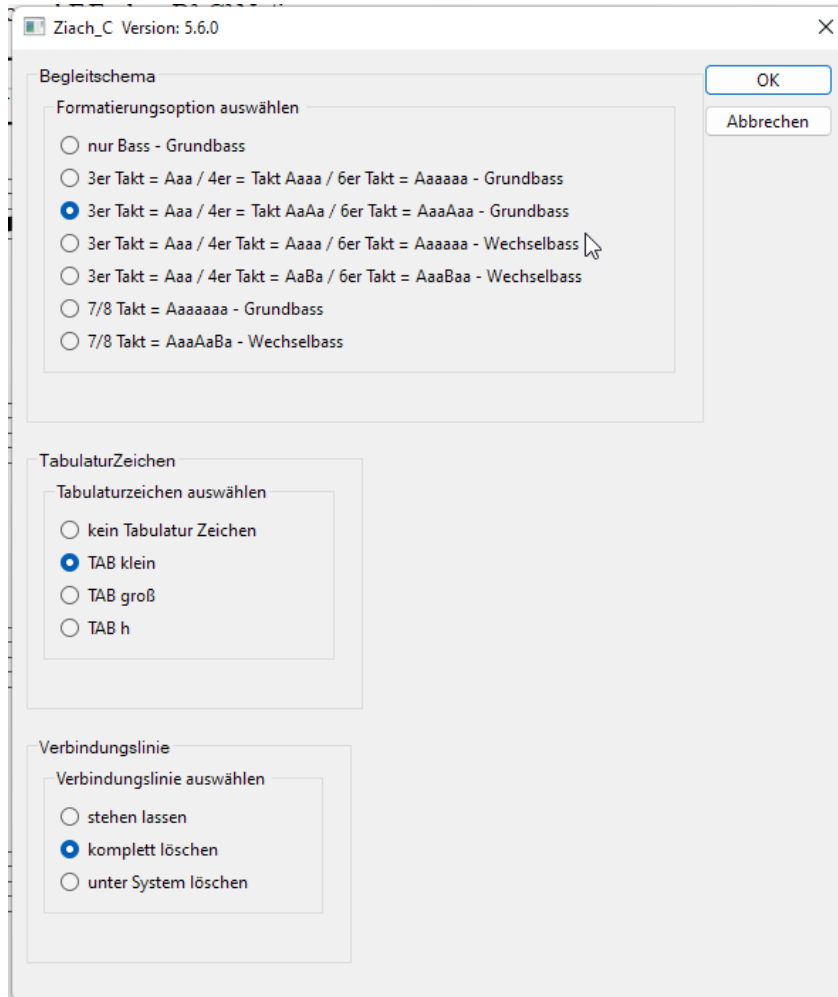 Ziach_C Version: 5.6.0
Begleitschema
OK
Formatierungsoption auswählen
Abbrechen
nur Bass - Grundbass
3er Takt = Aaa / 4er = Takt Aaaa / 6er Takt = Aaaaaa - Grundbass
3er Takt = Aaa / 4er = Takt AaAa / 6er Takt = AaaAaa - Grundbass
3er Takt = Aaa / 4er Takt = Aaaa / 6er Takt = Aaaaaa - Wechselbass
3er Takt = Aaa / 4er Takt = AaBa / 6er Takt = AaaBaa - Wechselbass
7/8 Takt = Aaaaaaa - Grundbass
7/8 Takt = AaaAaBa - Wechselbass
TabulaturZeichen
Tabulaturzeichen auswählen
kein Tabulatur Zeichen
TAB klein
TAB groß
TAB h
Verbindungslinie
Verbindungslinie auswählen
stehen lassen
komplett löschen
unter System löschen